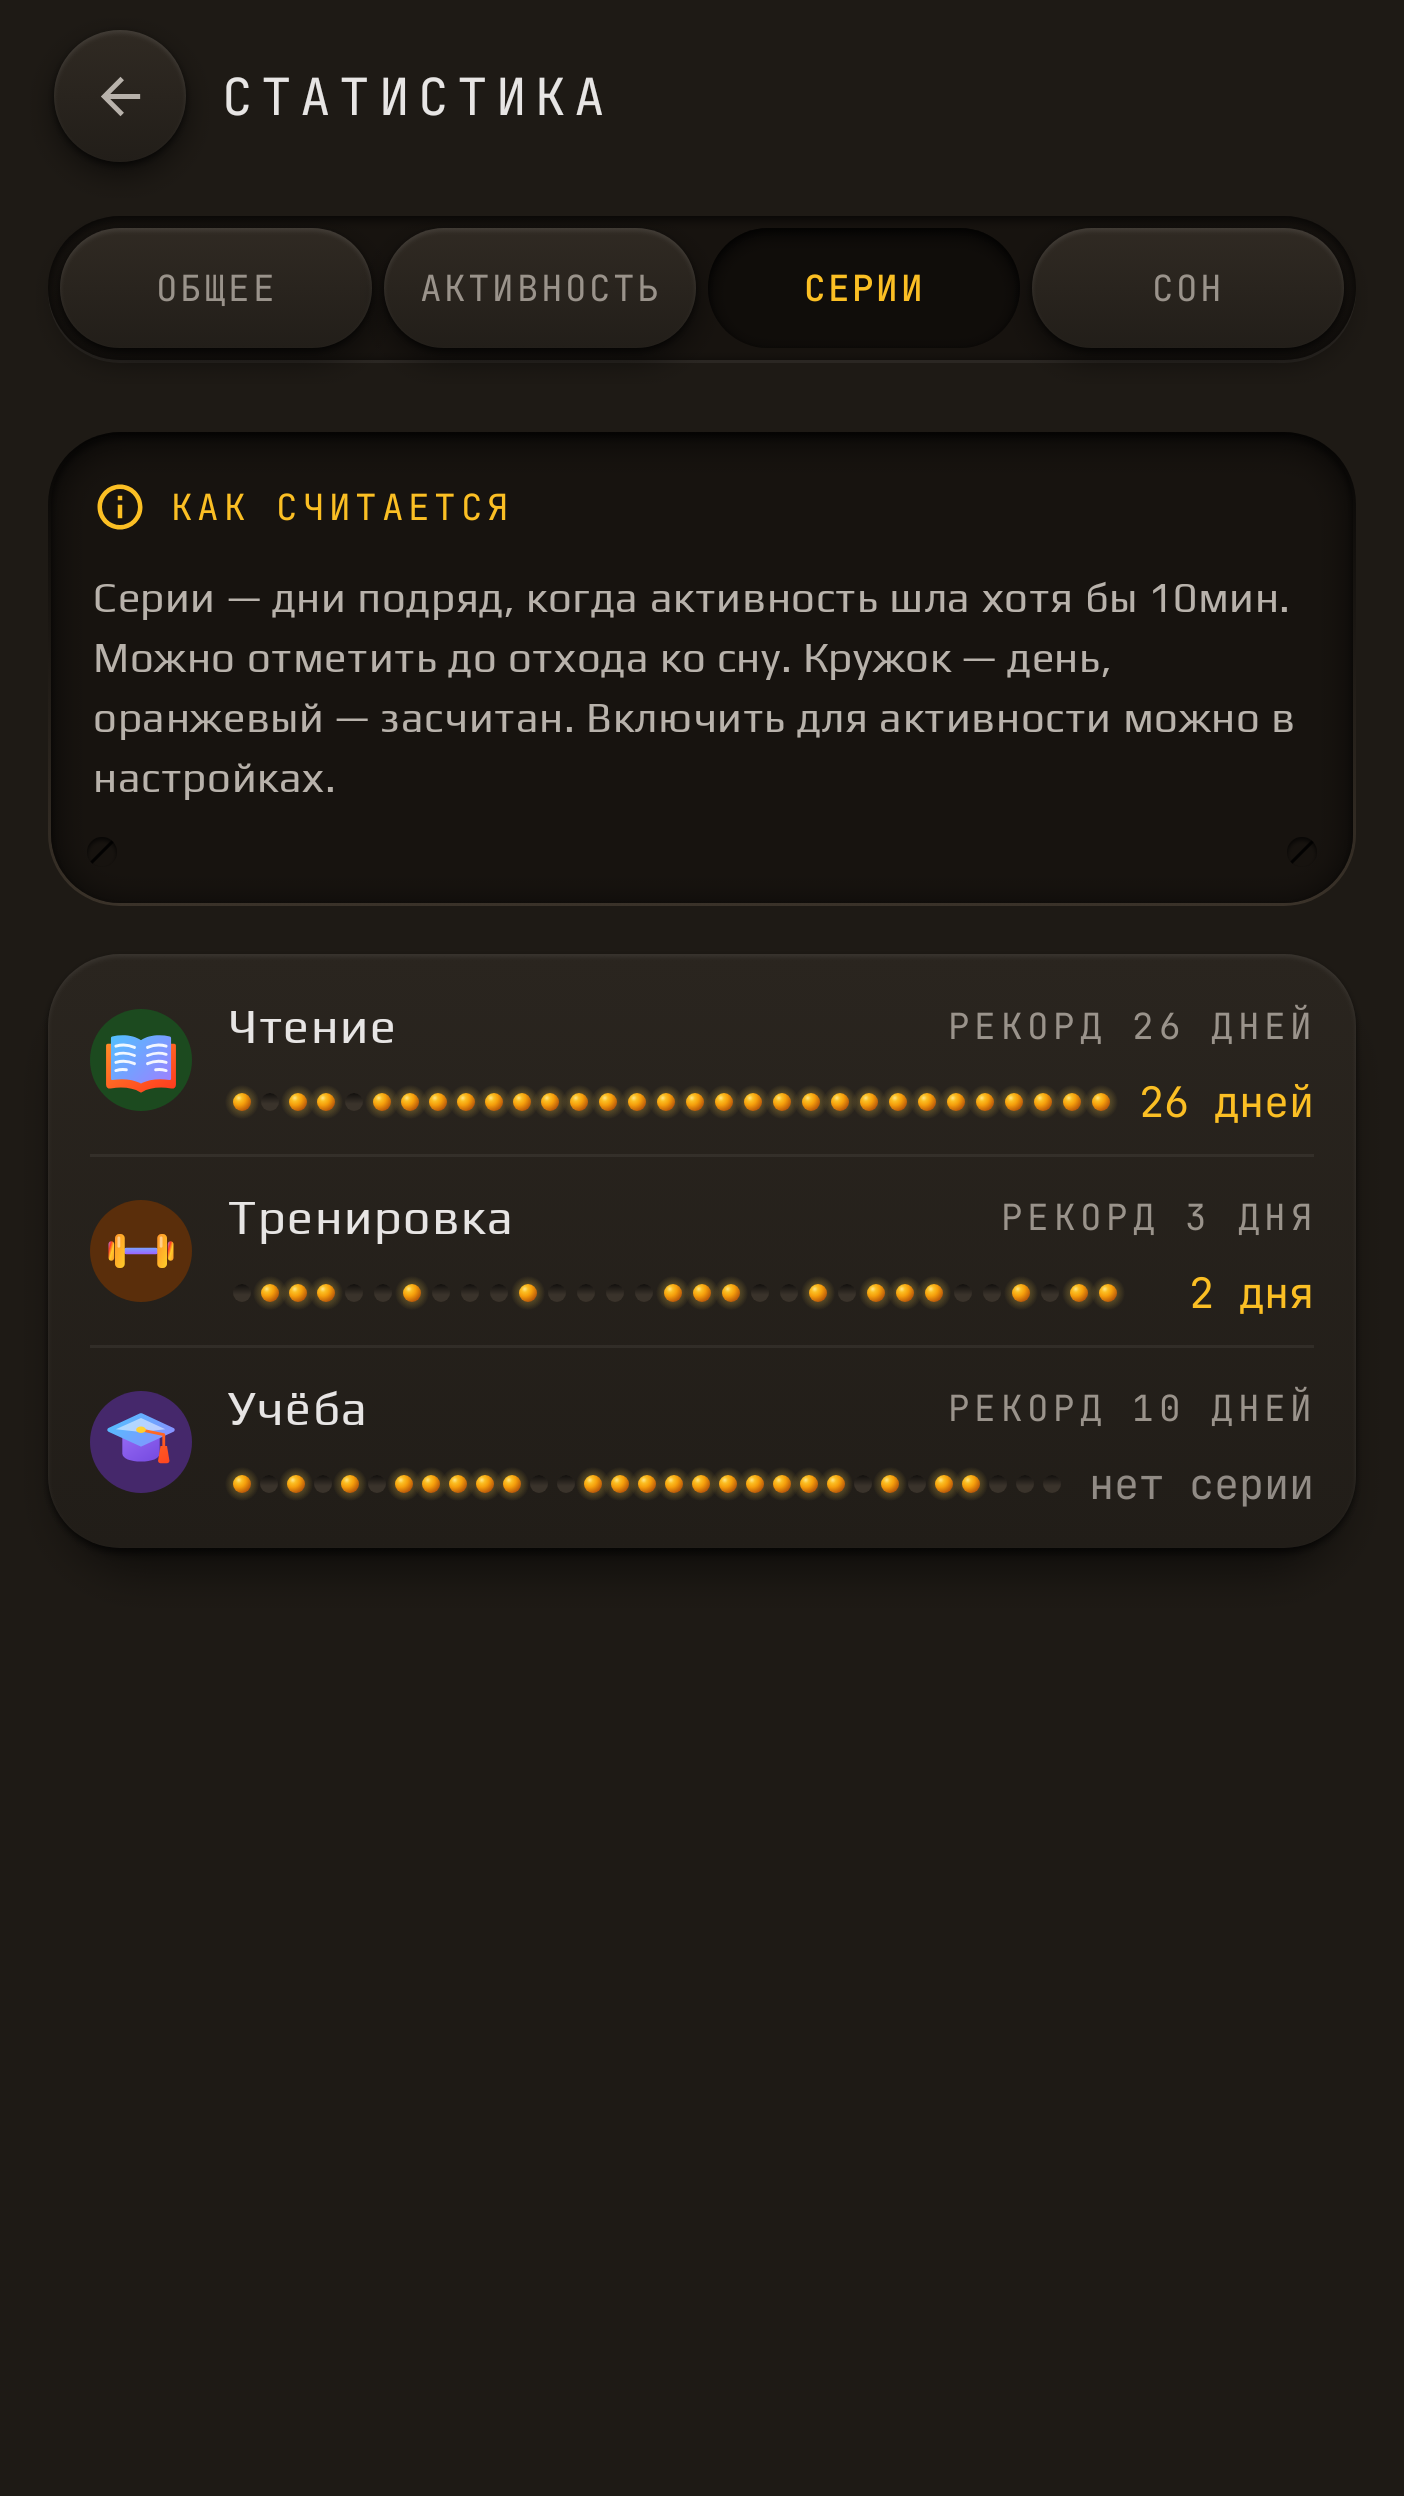 СТАТИСТИКА
ОБЩЕЕ
АКТИВНОСТЬ
СЕРИИ
СОН
КАК СЧИТАЕТСЯ
Серии — дни подряд, когда активность шла хотя бы 10мин.
Можно отметить до отхода ко сну. Кружок — день,
оранжевый — засчитан. Включить для активности можно в
настройках.
Чтение
РЕКОРД 26 ДНЕЙ
26 дней
Тренировка
РЕКОРД 3 ДНЯ
2 дня
Учёба
РЕКОРД 10 ДНЕЙ
нет серии